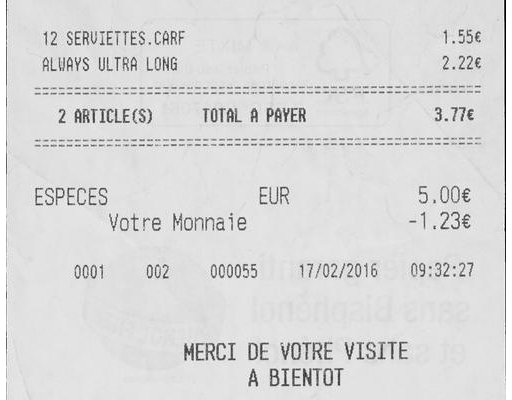 12 SERVIETTES.CARF 1.55€
ALWAYS ULTRA LONG 2.22€
========================================
2 ARTICLE(S) TOTAL A PAYER 3.77€
========================================
ESPECES EUR 5.00€
Votre Monnaie -1.23€
0001 002 000055 17/02/2016 09:32:27
MERCI DE VOTRE VISITE
A BIENTOT